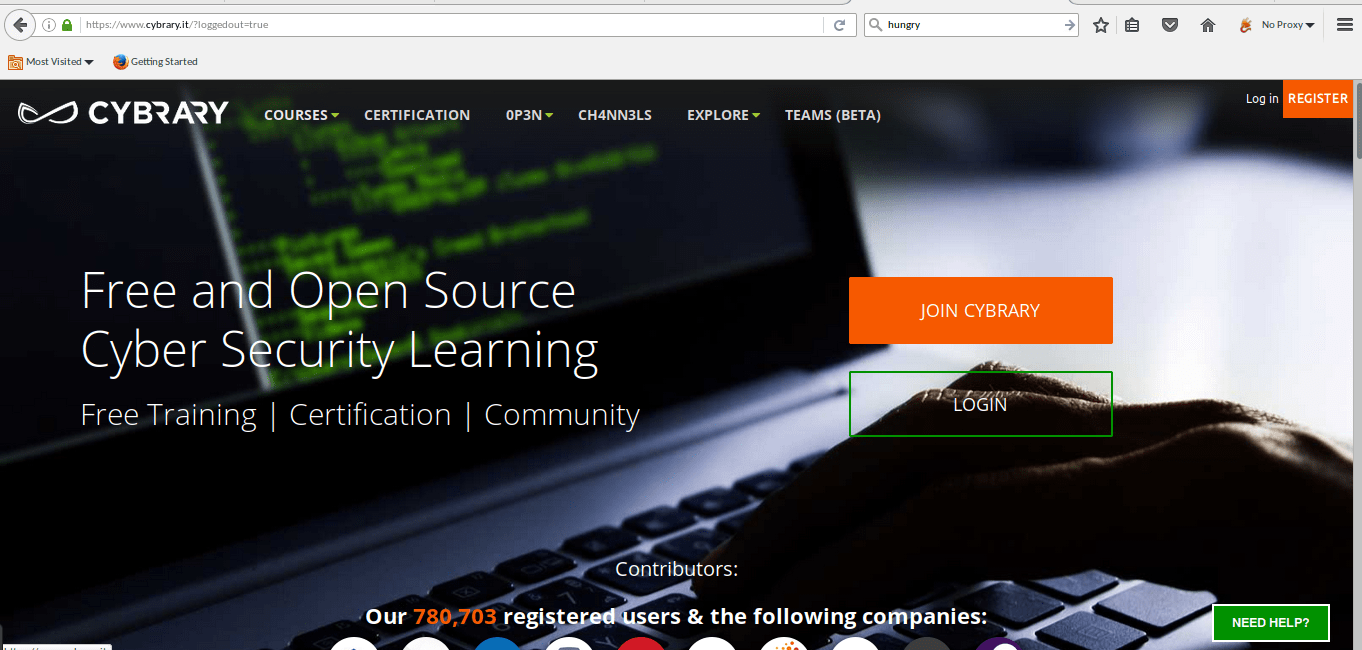 https://www.cybrary.it/?loggedout=true
hungry
No Proxy
Most Visited
Getting Started
CYBRARY
COURSES
CERTIFICATION
0P3N
CH4NN3LS
EXPLORE
TEAMS (BETA)
Log in
REGISTER
Free and Open Source
Cyber Security Learning
Free Training | Certification | Community
JOIN CYBRARY
LOGIN
Contributors:
Our 780,703 registered users & the following companies:
NEED HELP?